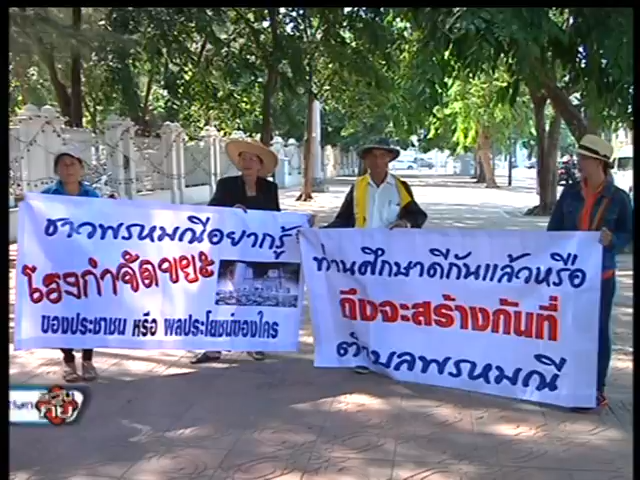 ชาวพรหมณีอยากรู้
โรงกำจัดขยะ
ของประชาชน หรือ ผลประโยชน์ของใคร
ท่านศึกษาดีกันแล้วหรือ
ถึงจะสร้างกันที่
ตำบลพรหมณี